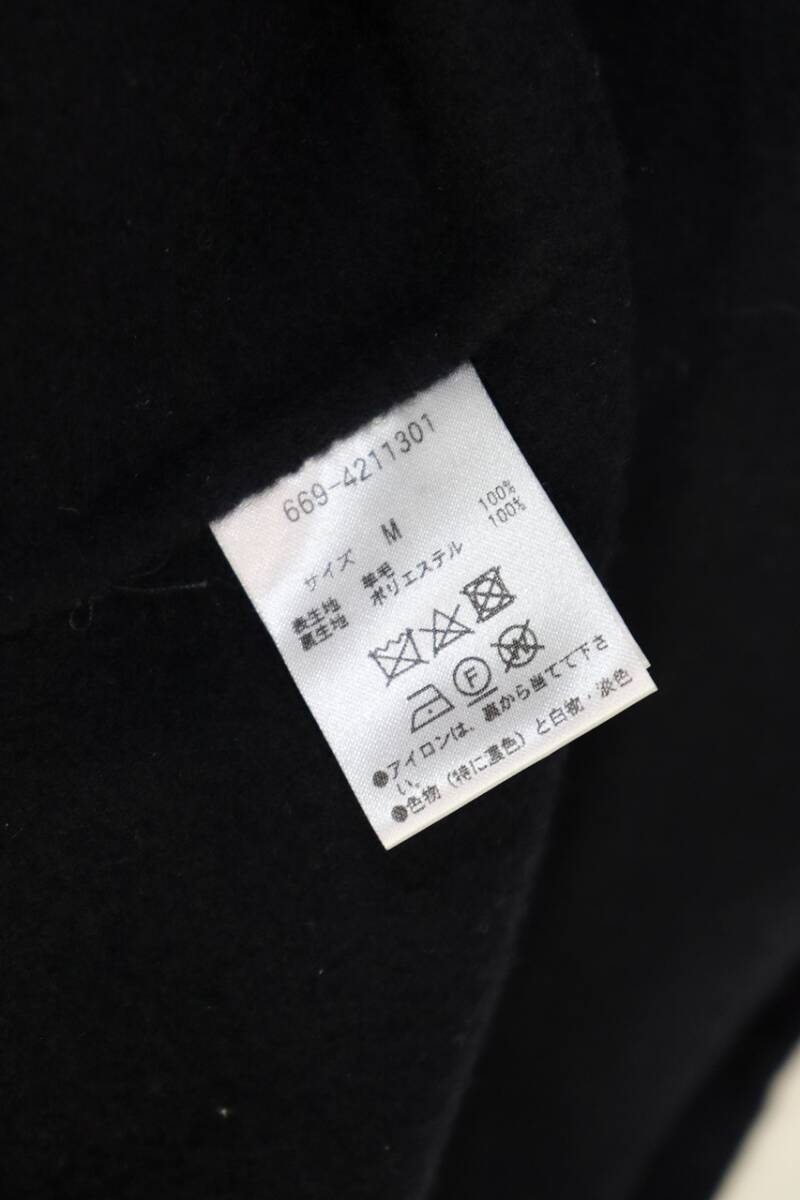 669-4211301
サイズ M
表生地 羊毛 100%
裏生地 ポリエステル 100%
F
W
●アイロンは、裏から当てて下さ
い。
●色物（特に濃色）と白物・淡色